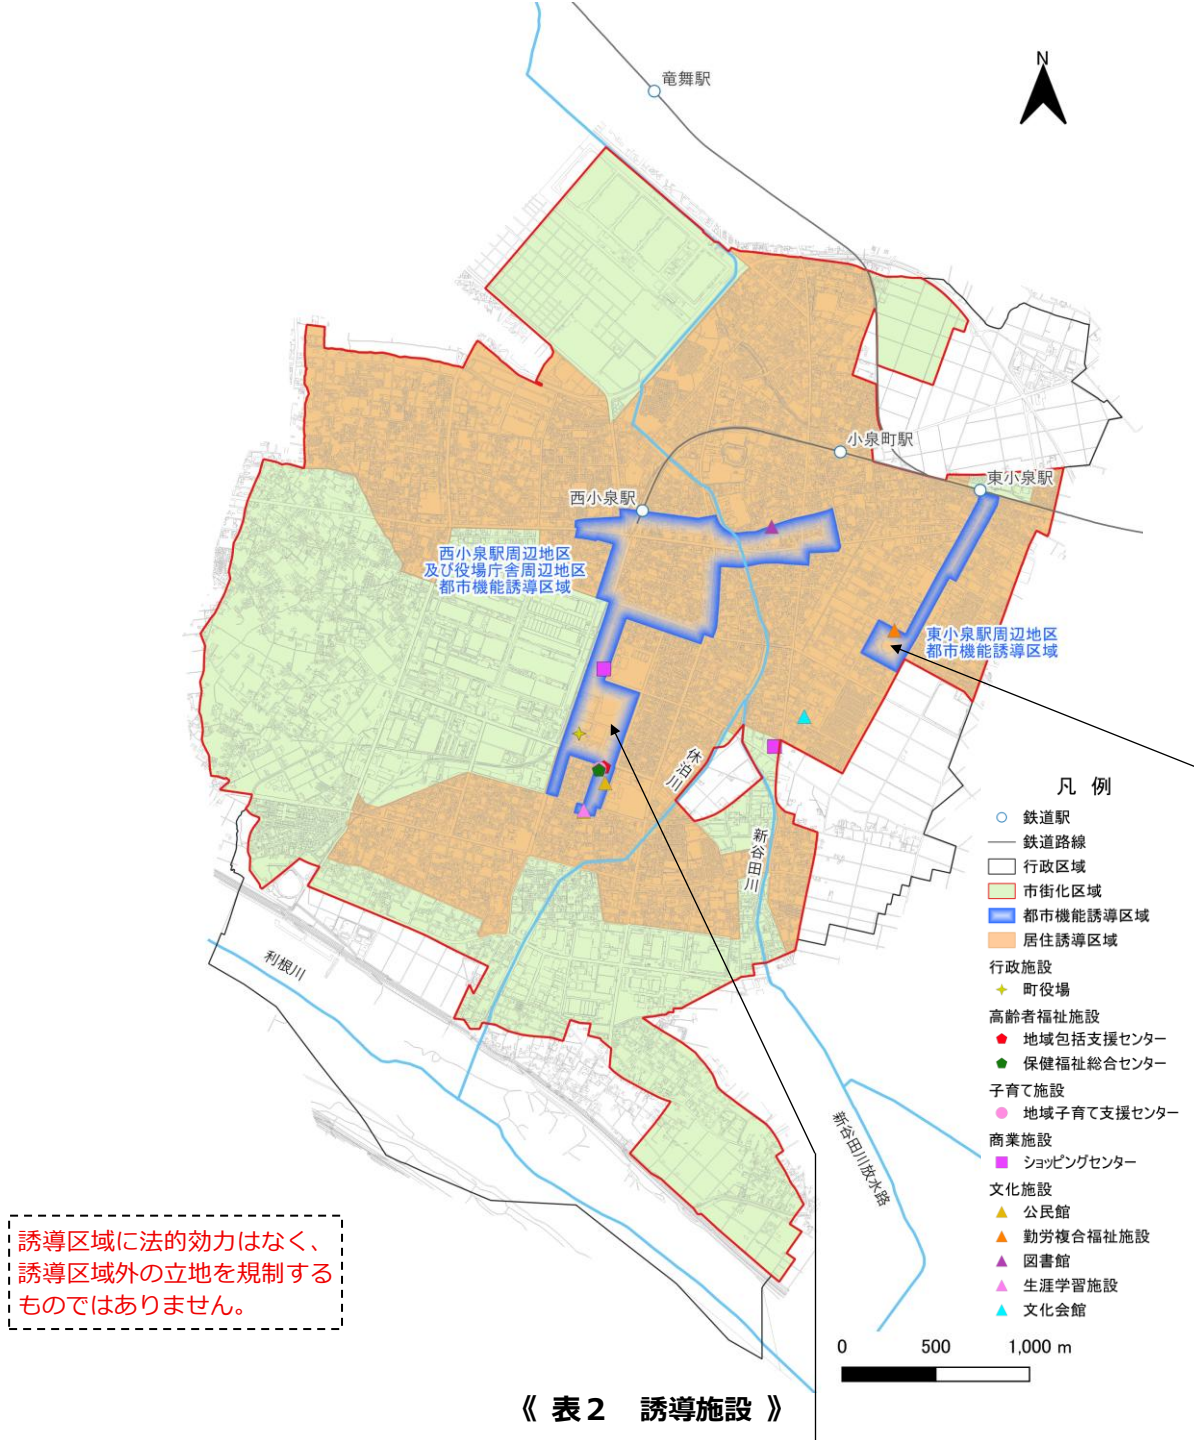 N
竜舞駅
小泉町駅
東小泉駅
西小泉駅
西小泉駅周辺地区
及び役場庁舎周辺地区
都市機能誘導区域
東小泉駅周辺地区
都市機能誘導区域
休泊川
新谷田川
利根川
新谷田川放水路
凡 例
鉄道駅
鉄道路線
行政区域
市街化区域
都市機能誘導区域
居住誘導区域
行政施設
町役場
高齢者福祉施設
地域包括支援センター
保健福祉総合センター
子育て施設
地域子育て支援センター
商業施設
ショッピングセンター
文化施設
公民館
勤労複合福祉施設
図書館
生涯学習施設
文化会館
誘導区域に法的効力はなく、
誘導区域外の立地を規制する
ものではありません。
0 500 1,000 m
《 表２ 誘導施設 》